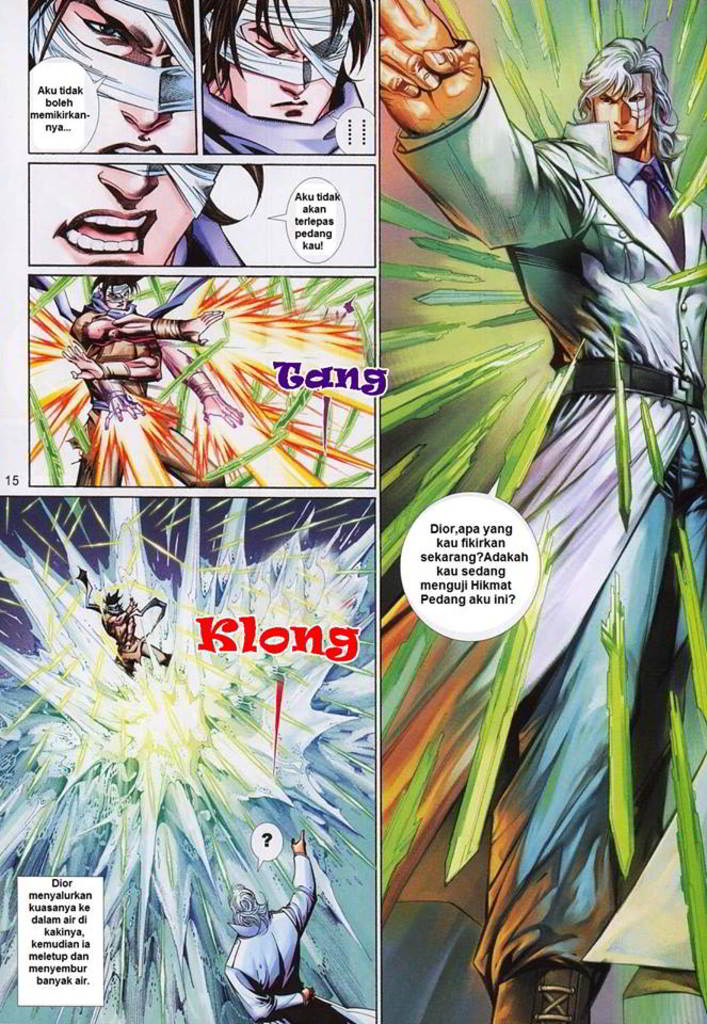 Aku tidak
boleh
memikirkan-
nya...
⋮⋮
Aku tidak
akan
terlepas
pedang
kau!
Tang
!
15
Dior,apa yang
kau fikirkan
sekarang?Adakah
kau sedang
menguji Hikmat
Pedang aku ini?
Klong
!
?
Dior
menyalurkan
kuasanya ke
dalam air di
kakinya,
kemudian ia
meletup dan
menyembur
banyak air.